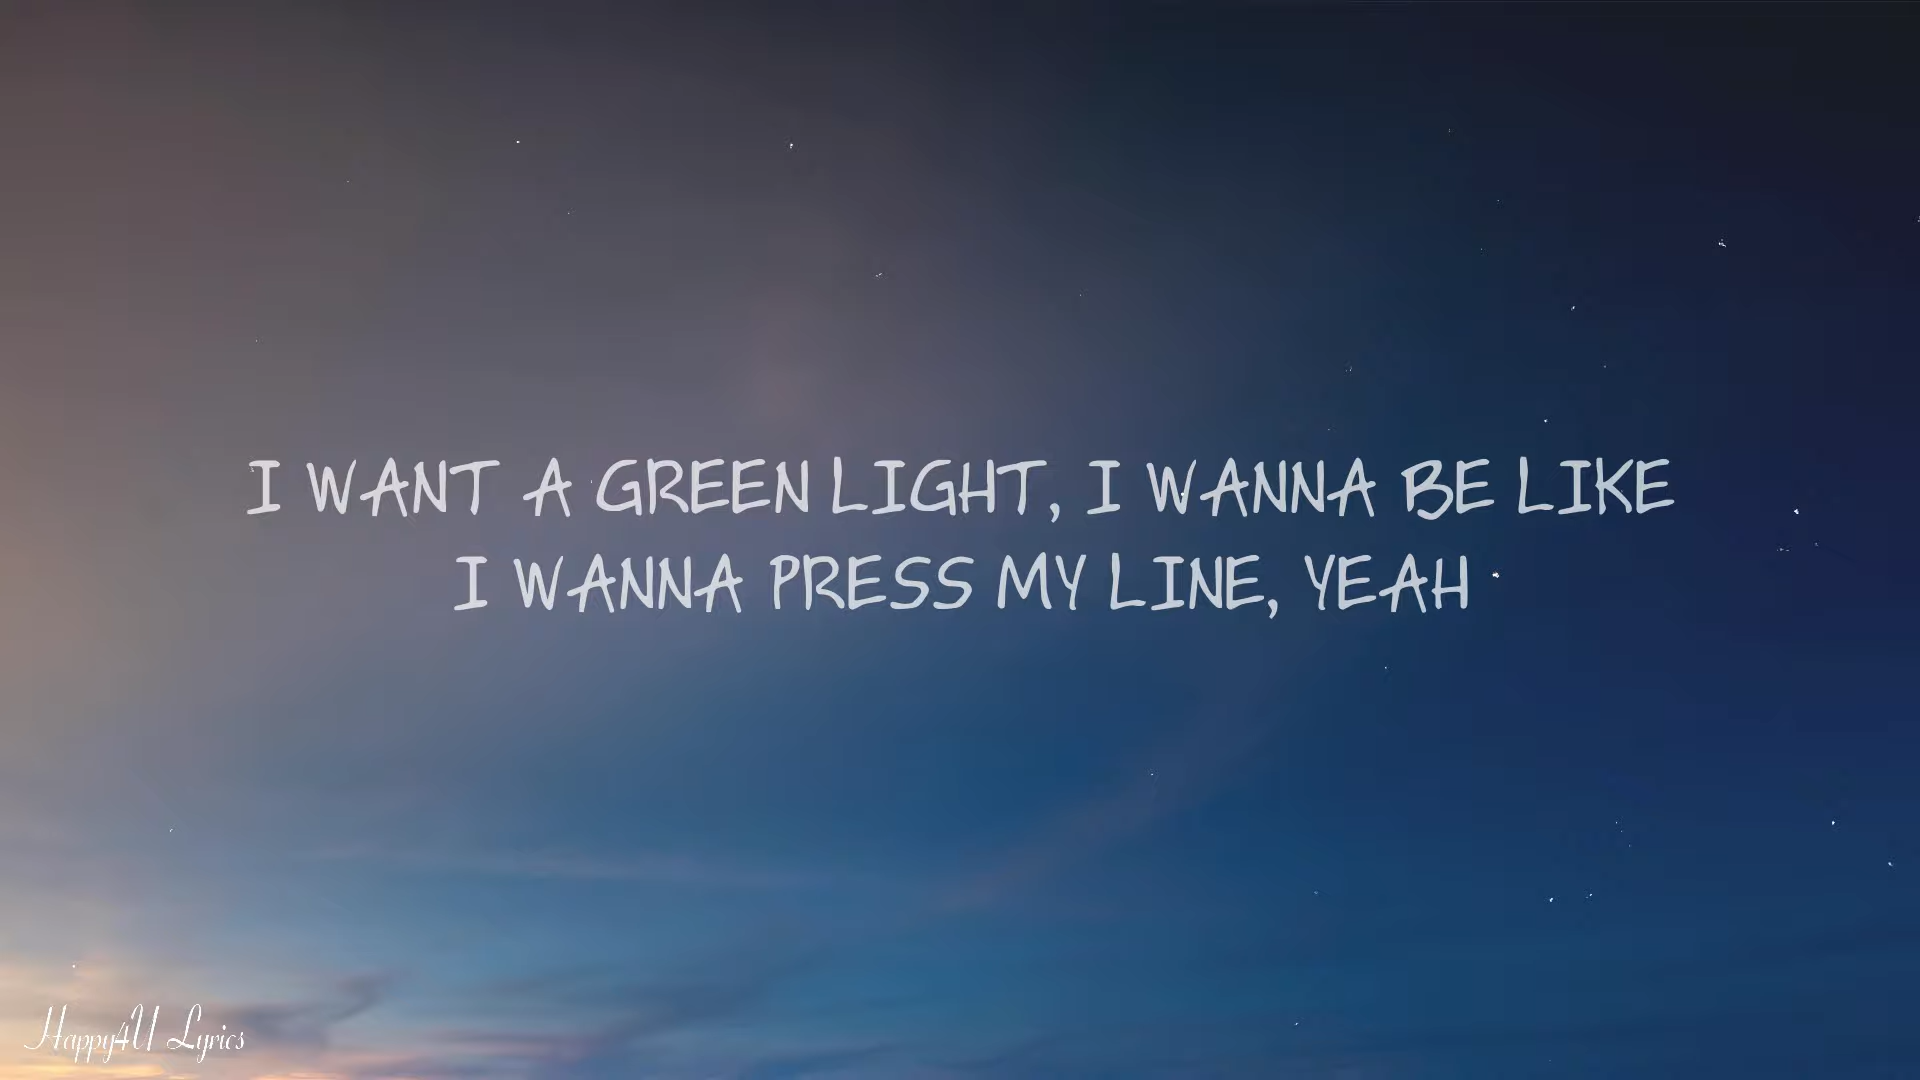 I WANT A GREEN LIGHT, I WANNA BE LIKE
I WANNA PRESS MY LINE, YEAH
Happy4U Lyrics